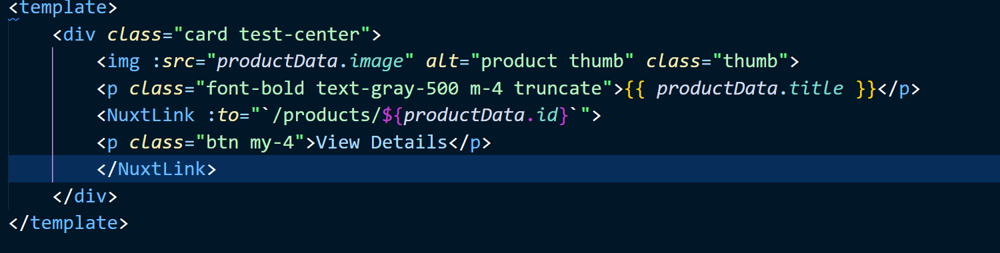 <template>
    <div class="card test-center">
        <img :src="productData.image" alt="product thumb" class="thumb">
        <p class="font-bold text-gray-500 m-4 truncate">{{ productData.title }}</p>
        <NuxtLink :to="`/products/${productData.id}`">
        <p class="btn my-4">View Details</p>
        </NuxtLink>
    </div>
</template>